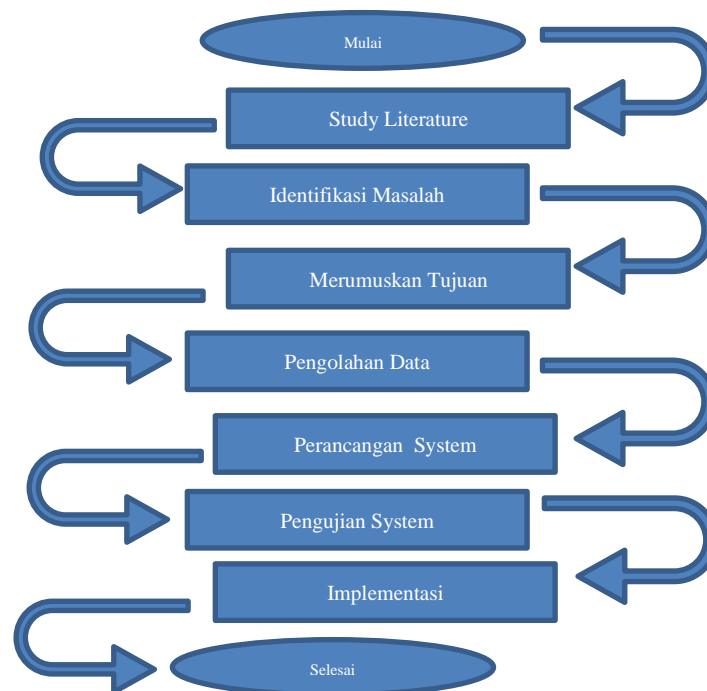 Mulai
Study Literature
Identifikasi Masalah
Merumuskan Tujuan
Pengolahan Data
Perancangan  System
Pengujian System
Implementasi
Selesai